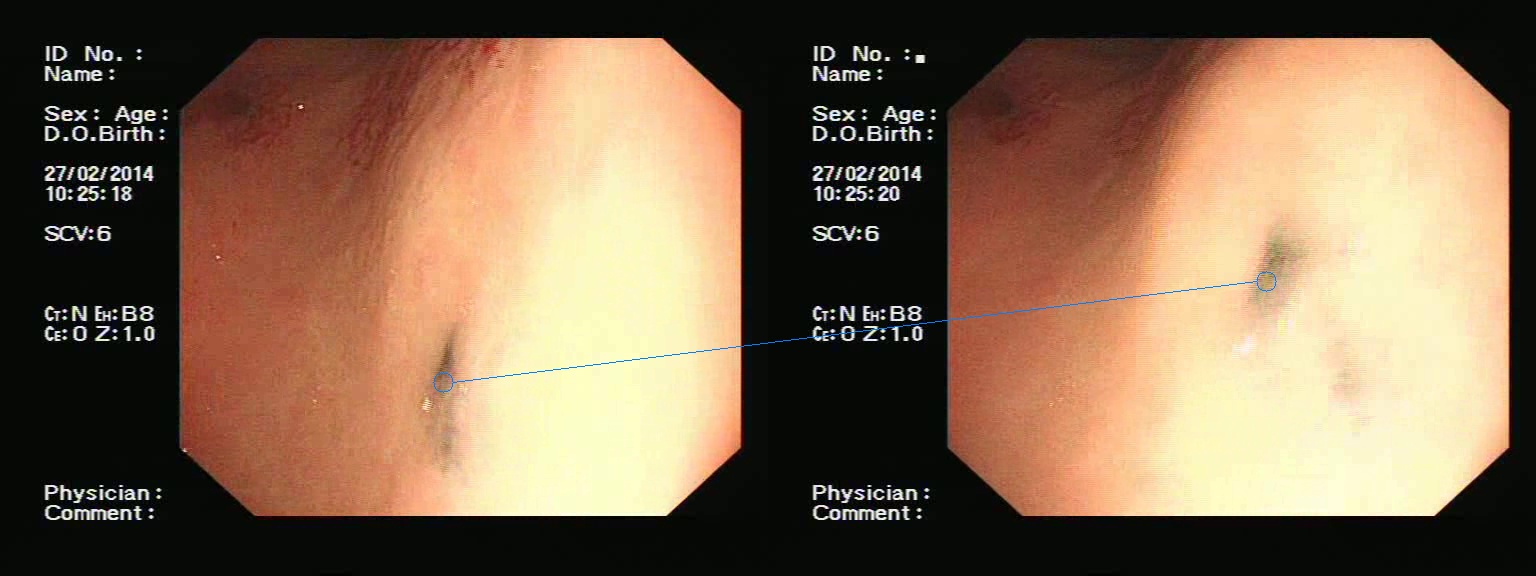 ID No. :
Name:
Sex: Age:
D.O.Birth:
27/02/2014
10:25:18
SCV:6
CT:N EH:B8
CE:0 Z:1.0
Physician:
Comment:
ID No. :
Name:
Sex: Age:
D.O.Birth:
27/02/2014
10:25:20
SCV:6
CT:N EH:B8
CE:0 Z:1.0
Physician:
Comment: